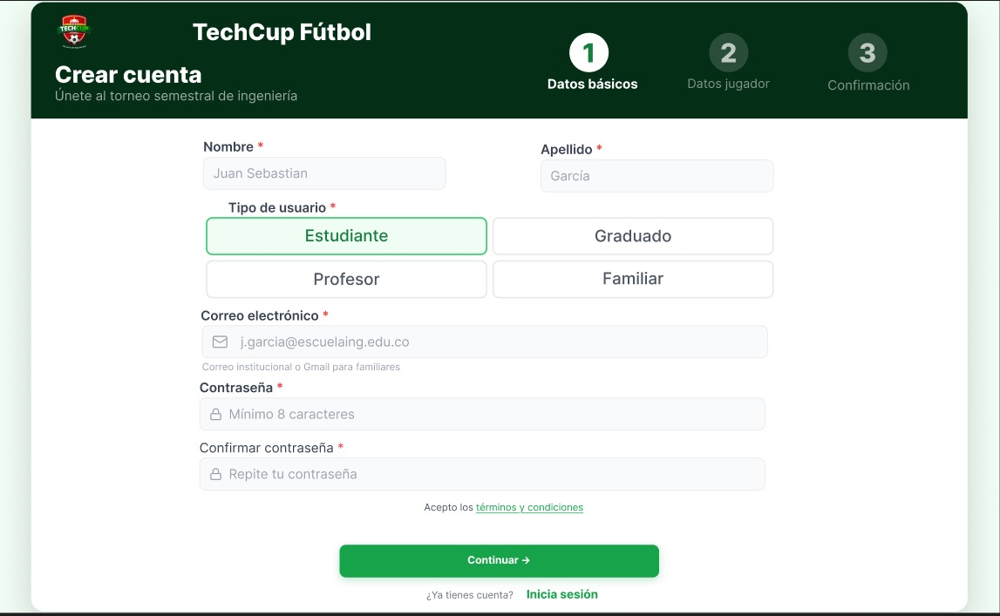 TECHCUP
TechCup Fútbol
Crear cuenta
Únete al torneo semestral de ingeniería
1
Datos básicos
2
Datos jugador
3
Confirmación
Nombre *
Apellido *
Juan Sebastian
García
Tipo de usuario *
Estudiante
Graduado
Profesor
Familiar
Correo electrónico *
j.garcia@escuelaing.edu.co
Correo institucional o Gmail para familiares
Contraseña *
Mínimo 8 caracteres
Confirmar contraseña *
Repite tu contraseña
Acepto los términos y condiciones
Continuar →
¿Ya tienes cuenta? Inicia sesión